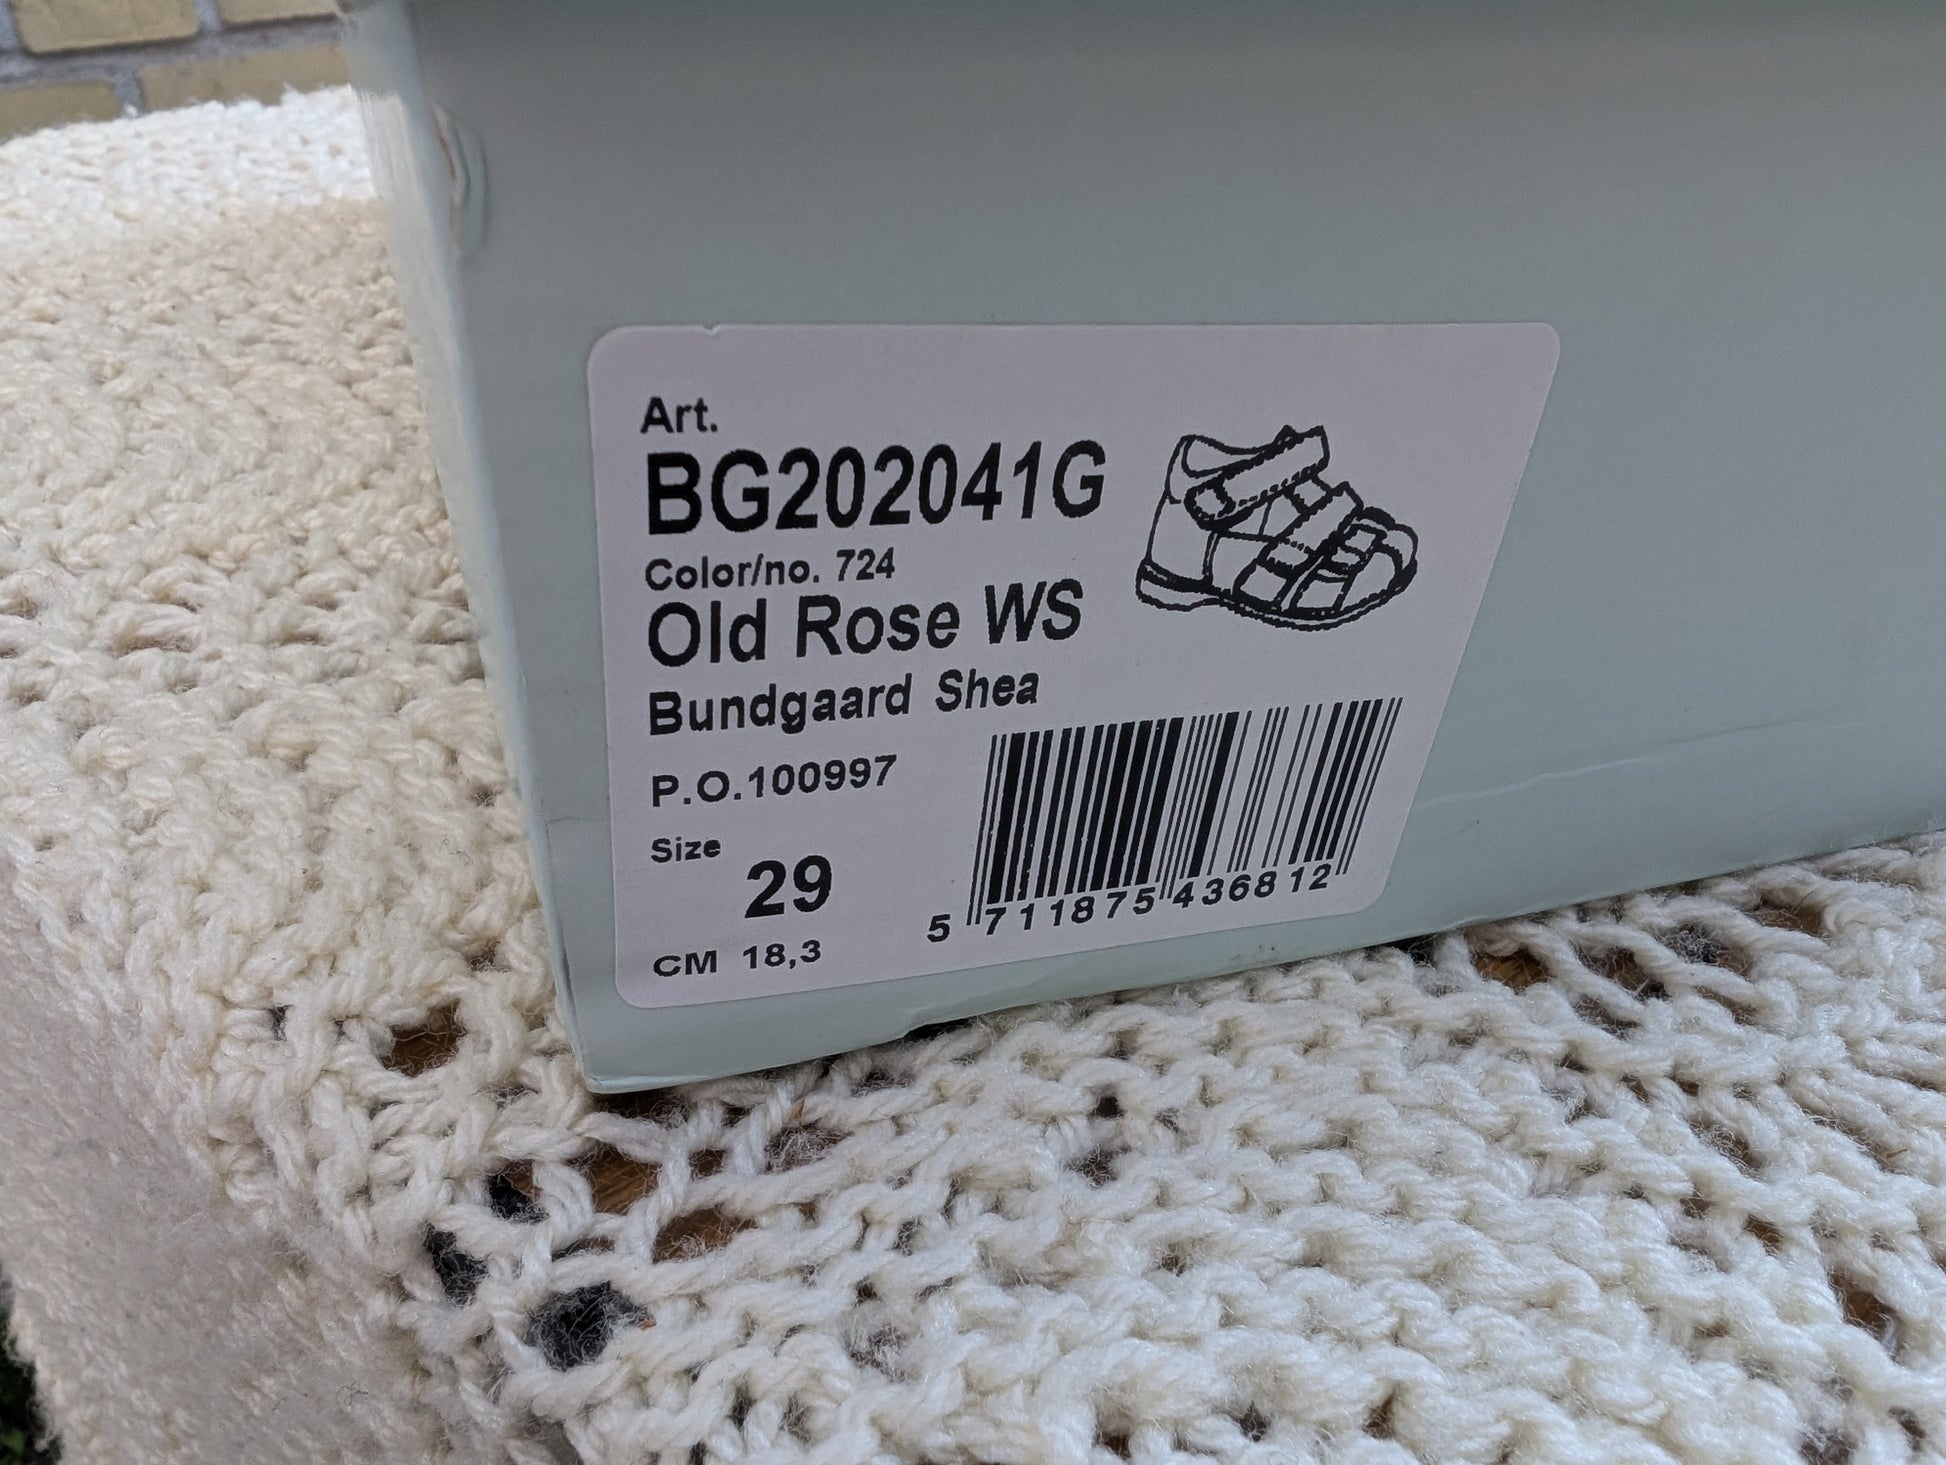 Art.
BG202041G
Color/no. 724
Old Rose WS
Bundgaard Shea
P.O.100997
Size
29
CM 18,3
5 711875 436812